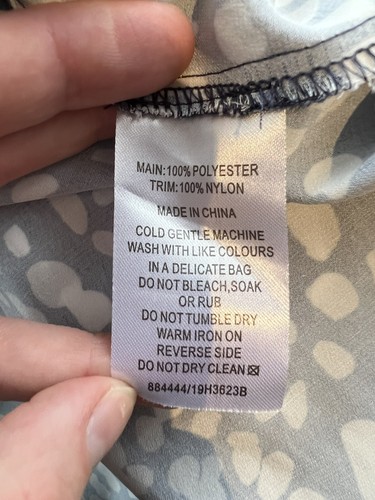 MAIN:100% POLYESTER
TRIM:100% NYLON
MADE IN CHINA
COLD GENTLE MACHINE
WASH WITH LIKE COLOURS
IN A DELICATE BAG
DO NOT BLEACH,SOAK
OR RUB
DO NOT TUMBLE DRY
WARM IRON ON
REVERSE SIDE
DO NOT DRY CLEAN☒
884444/19H3623B